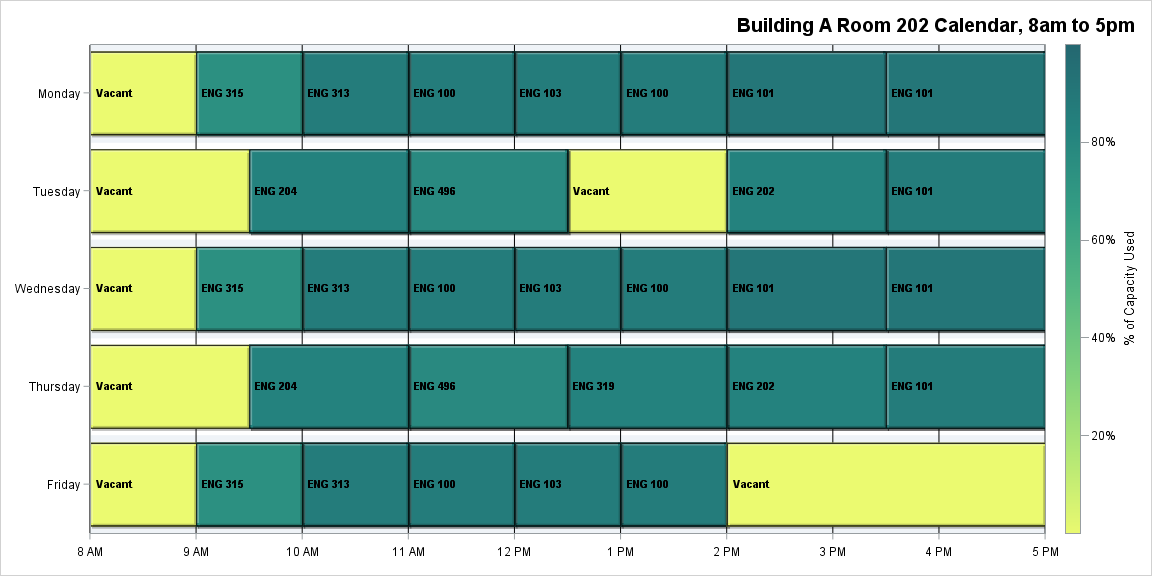 Building A Room 202 Calendar, 8am to 5pm
Monday
Vacant
ENG 315
ENG 313
ENG 100
ENG 103
ENG 100
ENG 101
ENG 101
Tuesday
Vacant
ENG 204
ENG 496
Vacant
ENG 202
ENG 101
Wednesday
Vacant
ENG 315
ENG 313
ENG 100
ENG 103
ENG 100
ENG 101
ENG 101
Thursday
Vacant
ENG 204
ENG 496
ENG 319
ENG 202
ENG 101
Friday
Vacant
ENG 315
ENG 313
ENG 100
ENG 103
ENG 100
Vacant
8 AM
9 AM
10 AM
11 AM
12 PM
1 PM
2 PM
3 PM
4 PM
5 PM
80%
60%
40%
20%
% of Capacity Used